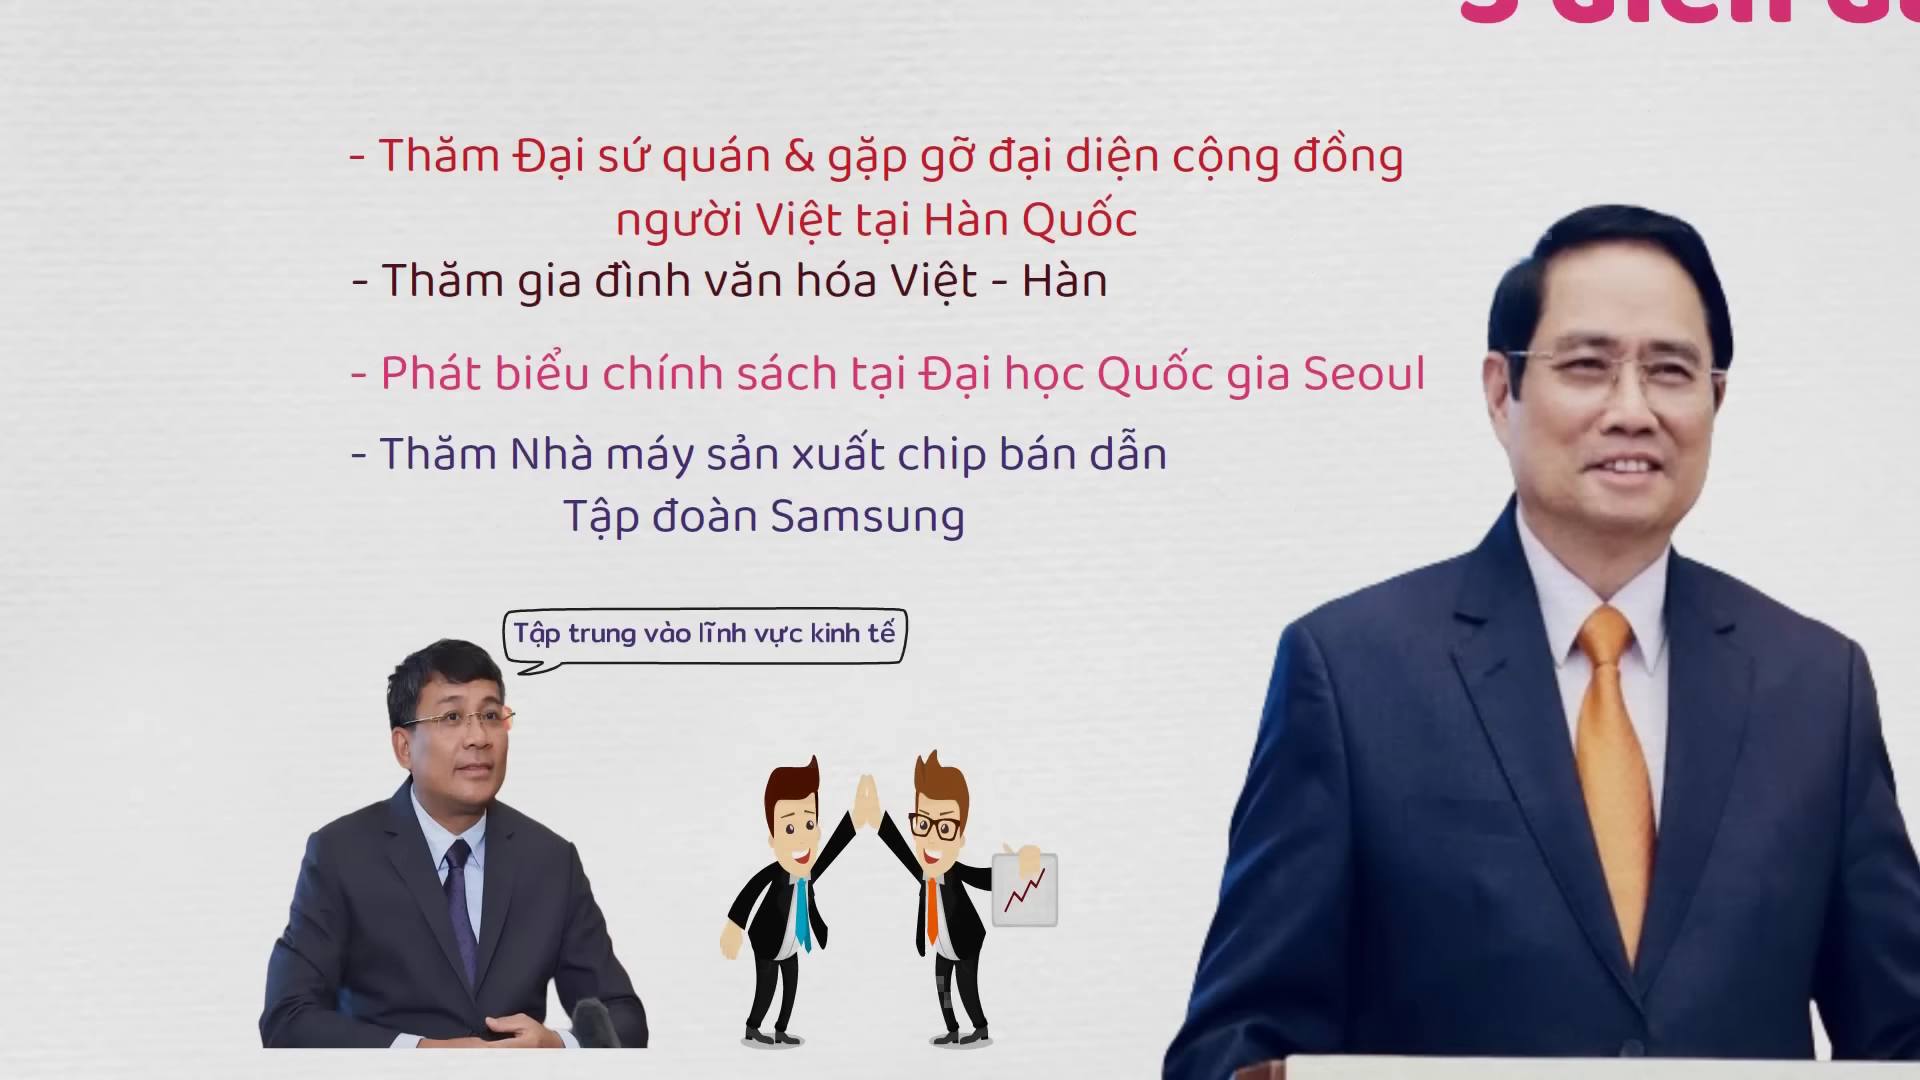 - Thăm Đại sứ quán & gặp gỡ đại diện cộng đồng
người Việt tại Hàn Quốc
- Thăm gia đình văn hóa Việt - Hàn
- Phát biểu chính sách tại Đại học Quốc gia Seoul
- Thăm Nhà máy sản xuất chip bán dẫn
Tập đoàn Samsung
Tập trung vào lĩnh vực kinh tế